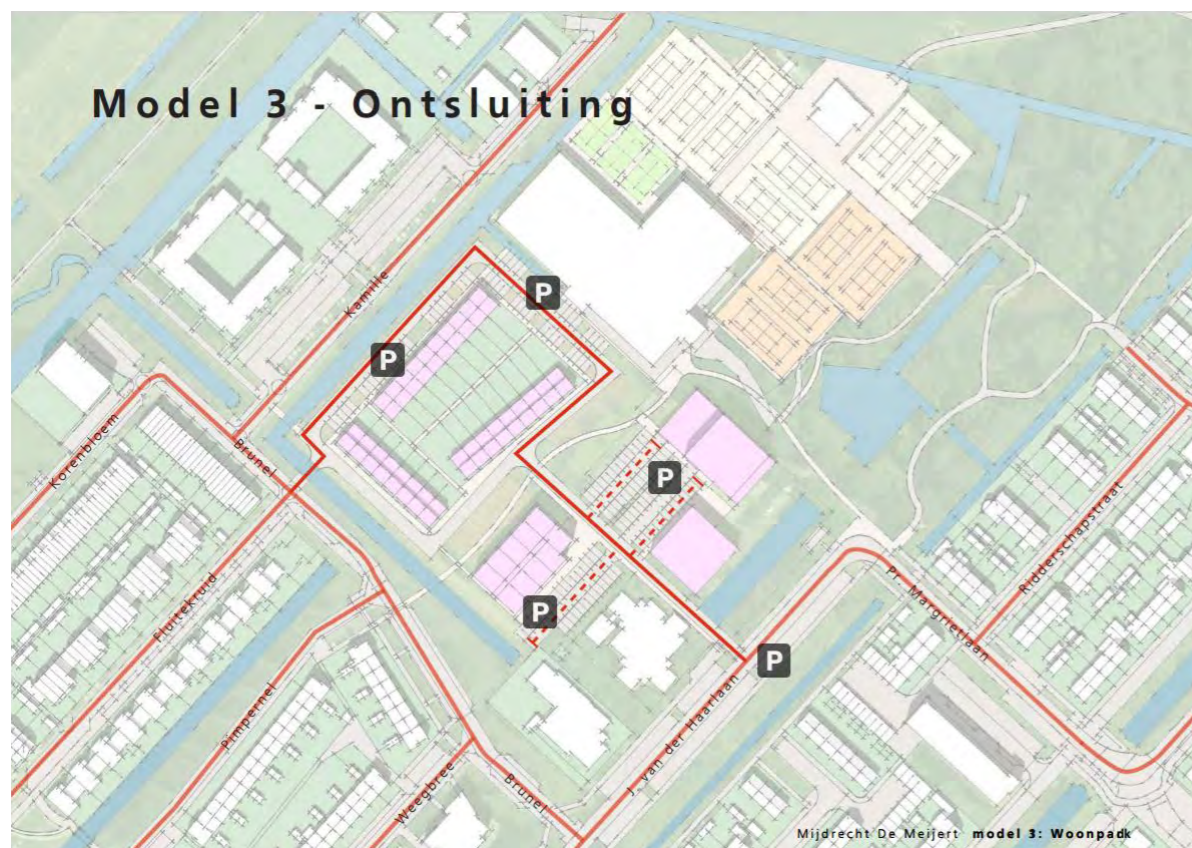 Model 3 - Ontsluiting
Kamille
P
P
Korenbloem
Brunel
P
Ridderschapstraat
Fluitekruid
Pr. Margrietlaan
P
P
Pimpernel
J. van der Haarlaan
Weegbree
Brunel
Mijdrecht De Meijert model 3: Woonpadk